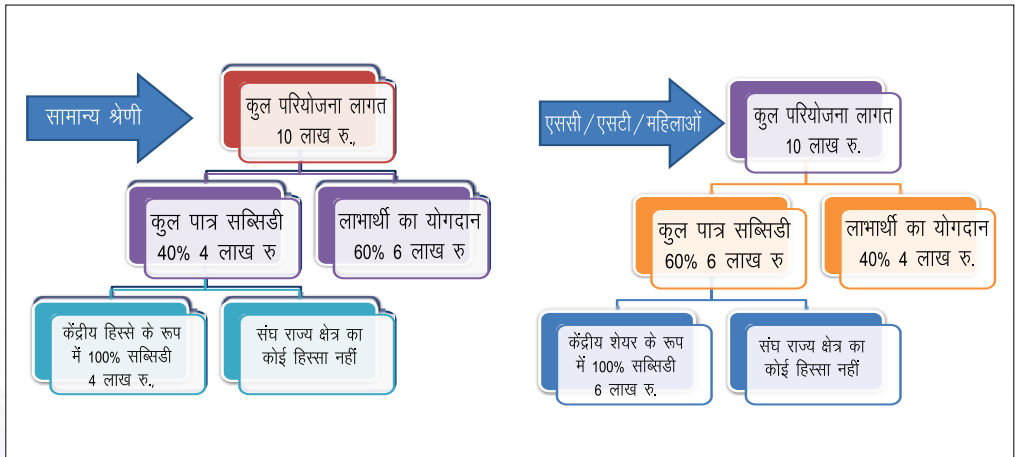 सामान्य श्रेणी
कुल परियोजना लागत
10 लाख रु.,
कुल पात्र सब्सिडी
40% 4 लाख रु
लाभार्थी का योगदान
60% 6 लाख रु
केंद्रीय हिस्से के रूप
में 100% सब्सिडी
4 लाख रु.,
संघ राज्य क्षेत्र का
कोई हिस्सा नहीं
एससी/एसटी/महिलाओं
कुल परियोजना लागत
10 लाख रु.
कुल पात्र सब्सिडी
60% 6 लाख रु
लाभार्थी का योगदान
40% 4 लाख रु.
केंद्रीय शेयर के रूप
में 100% सब्सिडी
6 लाख रु.
संघ राज्य क्षेत्र का
कोई हिस्सा नहीं